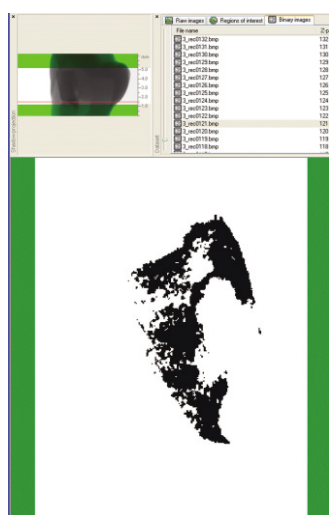 Raw images
Regions of interest
Binary images
File name
3_rec0132.bmp 132
3_rec0131.bmp 131
3_rec0130.bmp 130
3_rec0129.bmp 129
3_rec0128.bmp 128
3_rec0127.bmp 127
3_rec0126.bmp 126
3_rec0125.bmp 125
3_rec0124.bmp 124
3_rec0123.bmp 123
3_rec0122.bmp 122
3_rec0121.bmp 121
3_rec0120.bmp 120
3_rec0119.bmp 119
3_rec0118.bmp 118
Dataset